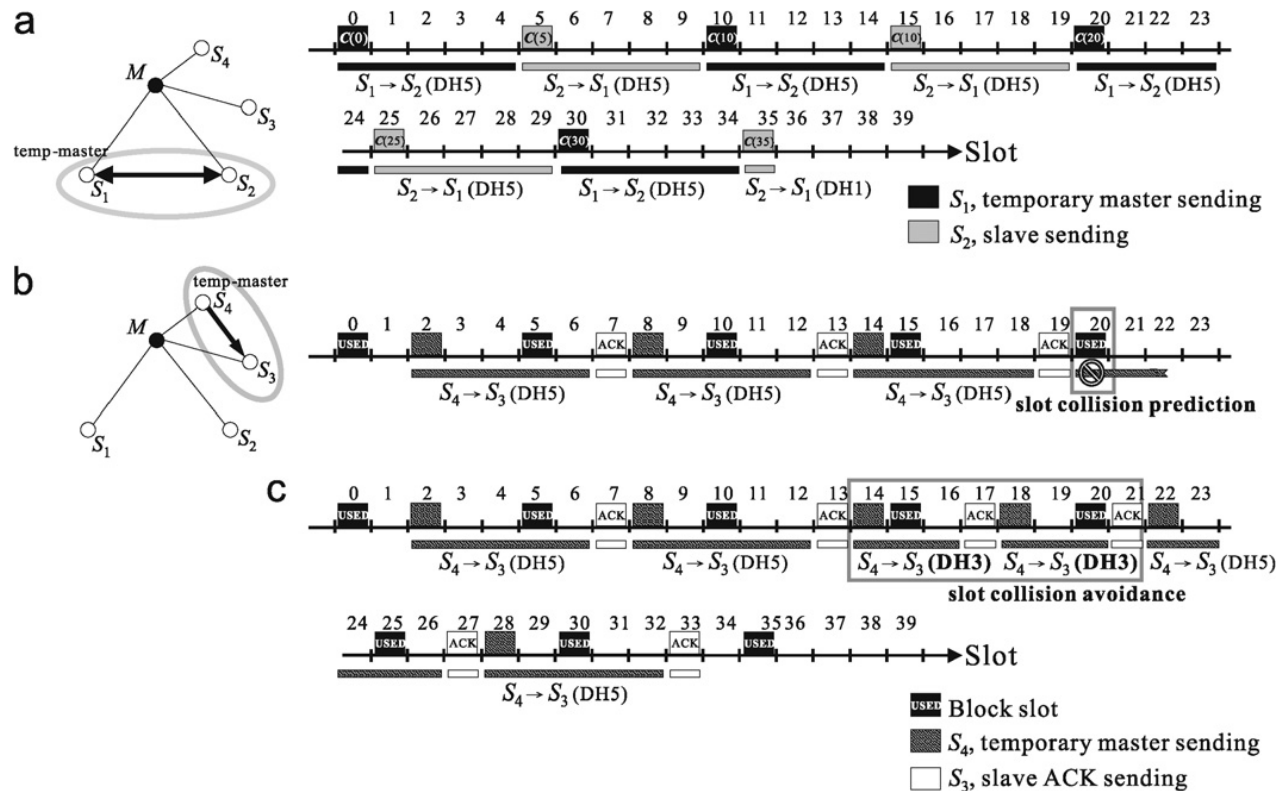 a
M
S4
S3
temp-master
S1
S2
0 1 2 3 4 5 6 7 8 9 10 11 12 13 14 15 16 17 18 19 20 21 22 23
C(0) C(5) C(10) C(10) C(20)
S1 → S2 (DH5) S2 → S1 (DH5) S1 → S2 (DH5) S2 → S1 (DH5) S1 → S2 (DH5)
24 25 26 27 28 29 30 31 32 33 34 35 36 37 38 39
C(25) C(30) C(35)
Slot
S2 → S1 (DH5) S1 → S2 (DH5) S2 → S1 (DH1)
S1, temporary master sending
S2, slave sending
b
temp-master
S4
M
S3
S1
S2
0 1 2 3 4 5 6 7 8 9 10 11 12 13 14 15 16 17 18 19 20 21 22 23
USED USED ACK USED ACK USED ACK USED
S4 → S3 (DH5) S4 → S3 (DH5) S4 → S3 (DH5)
slot collision prediction
c
0 1 2 3 4 5 6 7 8 9 10 11 12 13 14 15 16 17 18 19 20 21 22 23
USED USED ACK USED ACK USED ACK USED ACK
S4 → S3 (DH5) S4 → S3 (DH5) S4 → S3 (DH3) S4 → S3 (DH3) S4 → S3 (DH5)
slot collision avoidance
24 25 26 27 28 29 30 31 32 33 34 35 36 37 38 39
USED ACK USED ACK USED
Slot
S4 → S3 (DH5)
USED Block slot
S4, temporary master sending
S3, slave ACK sending